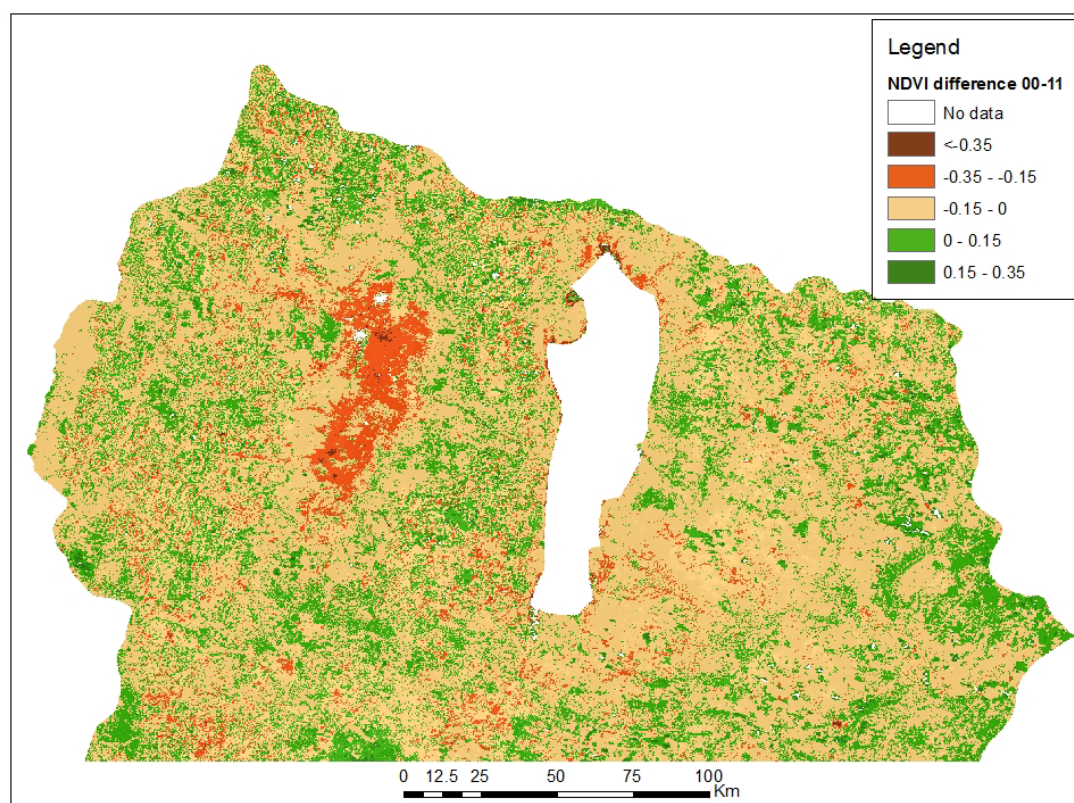 Legend
NDVI difference 00-11
No data
<-0.35
-0.35 - -0.15
-0.15 - 0
0 - 0.15
0.15 - 0.35
0 12.5 25 50 75 100
Km